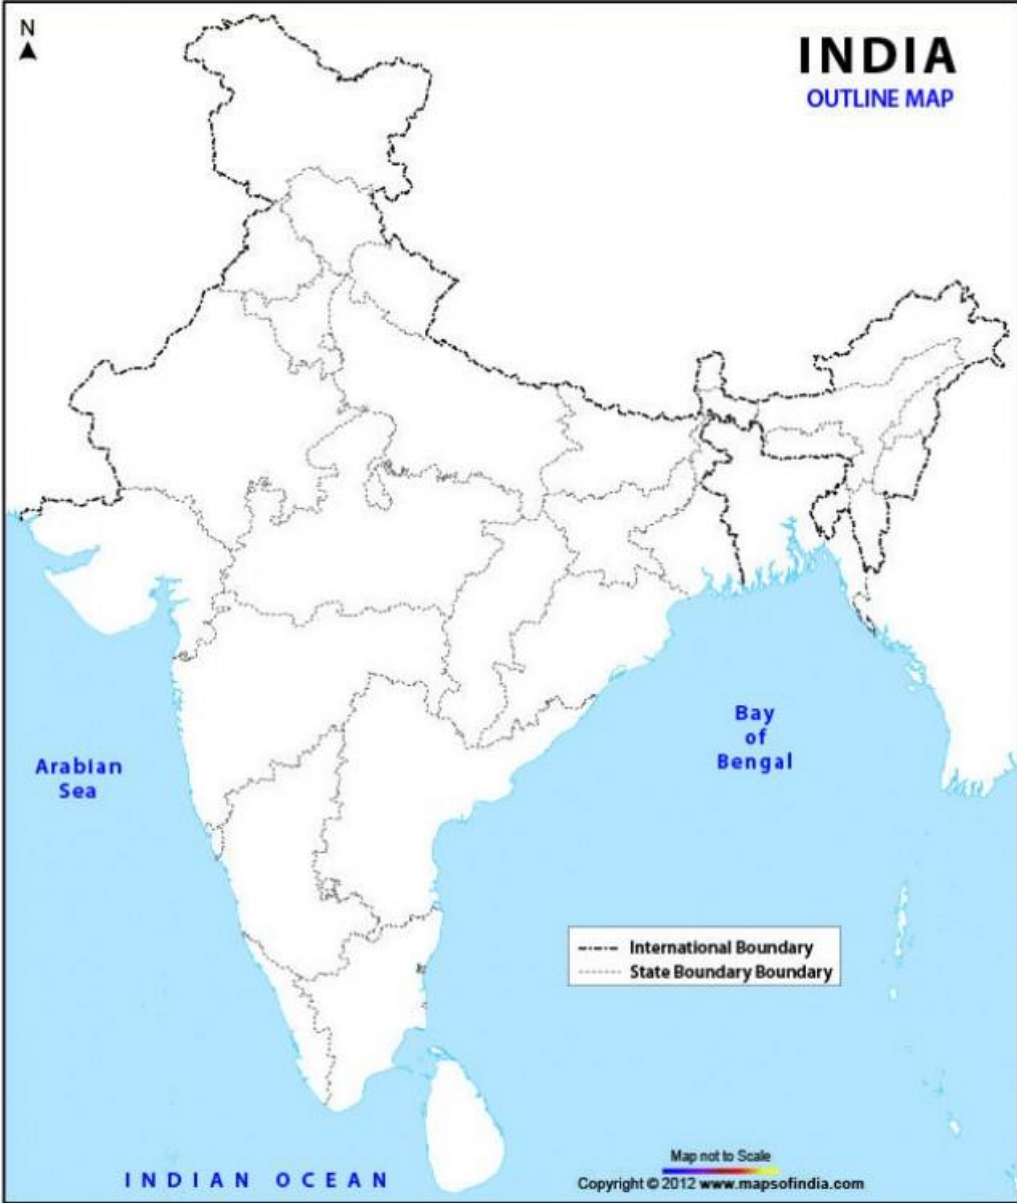 N
INDIA
OUTLINE MAP
Bay
of
Bengal
Arabian
Sea
International Boundary
State Boundary Boundary
Map not to Scale
INDIAN OCEAN
Copyright © 2012 www.mapsofindia.com